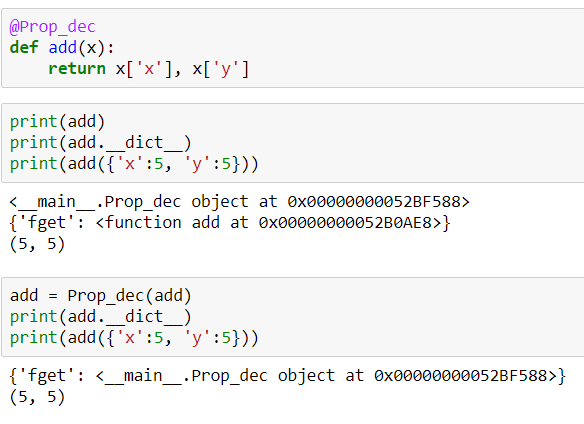 @Prop_dec
def add(x):
    return x['x'], x['y']
print(add)
print(add.__dict__)
print(add({'x':5, 'y':5}))
<__main__.Prop_dec object at 0x00000000052BF588>
{'fget': <function add at 0x00000000052B0AE8>}
(5, 5)
add = Prop_dec(add)
print(add.__dict__)
print(add({'x':5, 'y':5}))
{'fget': <__main__.Prop_dec object at 0x00000000052BF588>}
(5, 5)